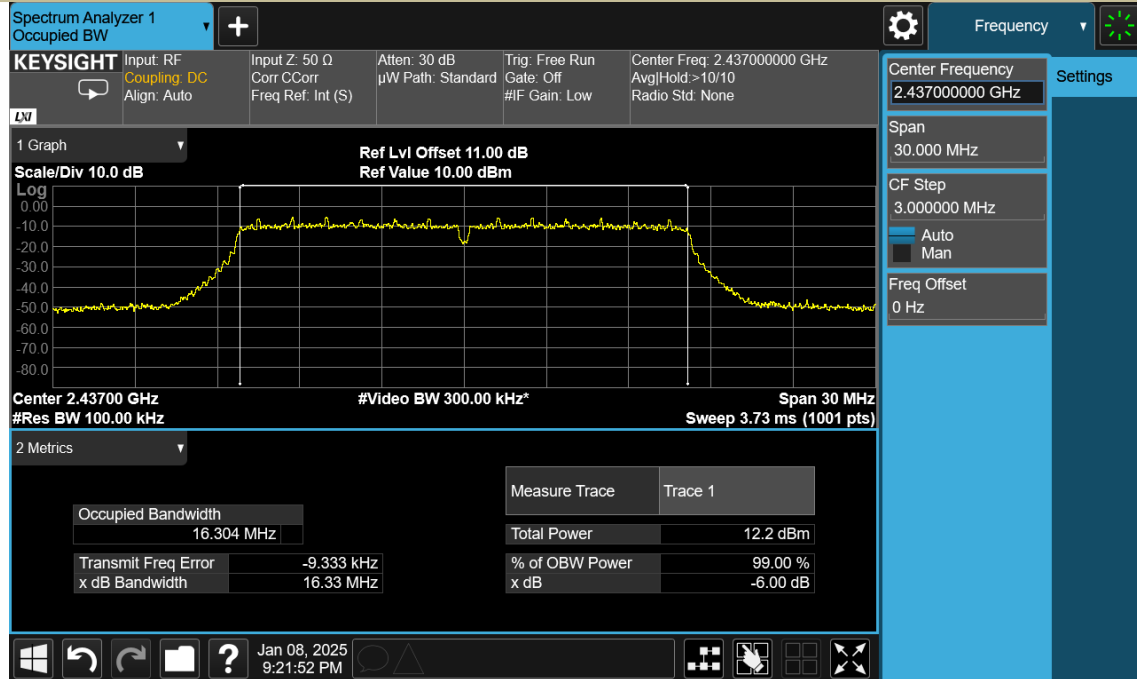 Spectrum Analyzer 1
Occupied BW
+
Frequency
KEYSIGHT
LXI
Input: RF
Coupling: DC
Align: Auto
Input Z: 50 Ω
Corr CCorr
Freq Ref: Int (S)
Atten: 30 dB
µW Path: Standard
Trig: Free Run
Gate: Off
#IF Gain: Low
Center Freq: 2.437000000 GHz
Avg|Hold:>10/10
Radio Std: None
Center Frequency
2.437000000 GHz
Settings
Span
30.000 MHz
CF Step
3.000000 MHz
Auto
Man
Freq Offset
0 Hz
1 Graph
Scale/Div 10.0 dB
Ref Lvl Offset 11.00 dB
Ref Value 10.00 dBm
Log
0.00
-10.0
-20.0
-30.0
-40.0
-50.0
-60.0
-70.0
-80.0
Center 2.43700 GHz
#Video BW 300.00 kHz*
Span 30 MHz
#Res BW 100.00 kHz
Sweep 3.73 ms (1001 pts)
2 Metrics
Measure Trace Trace 1
Occupied Bandwidth
16.304 MHz
Total Power 12.2 dBm
Transmit Freq Error -9.333 kHz
% of OBW Power 99.00 %
x dB Bandwidth 16.33 MHz
x dB -6.00 dB
?
Jan 08, 2025
9:21:52 PM